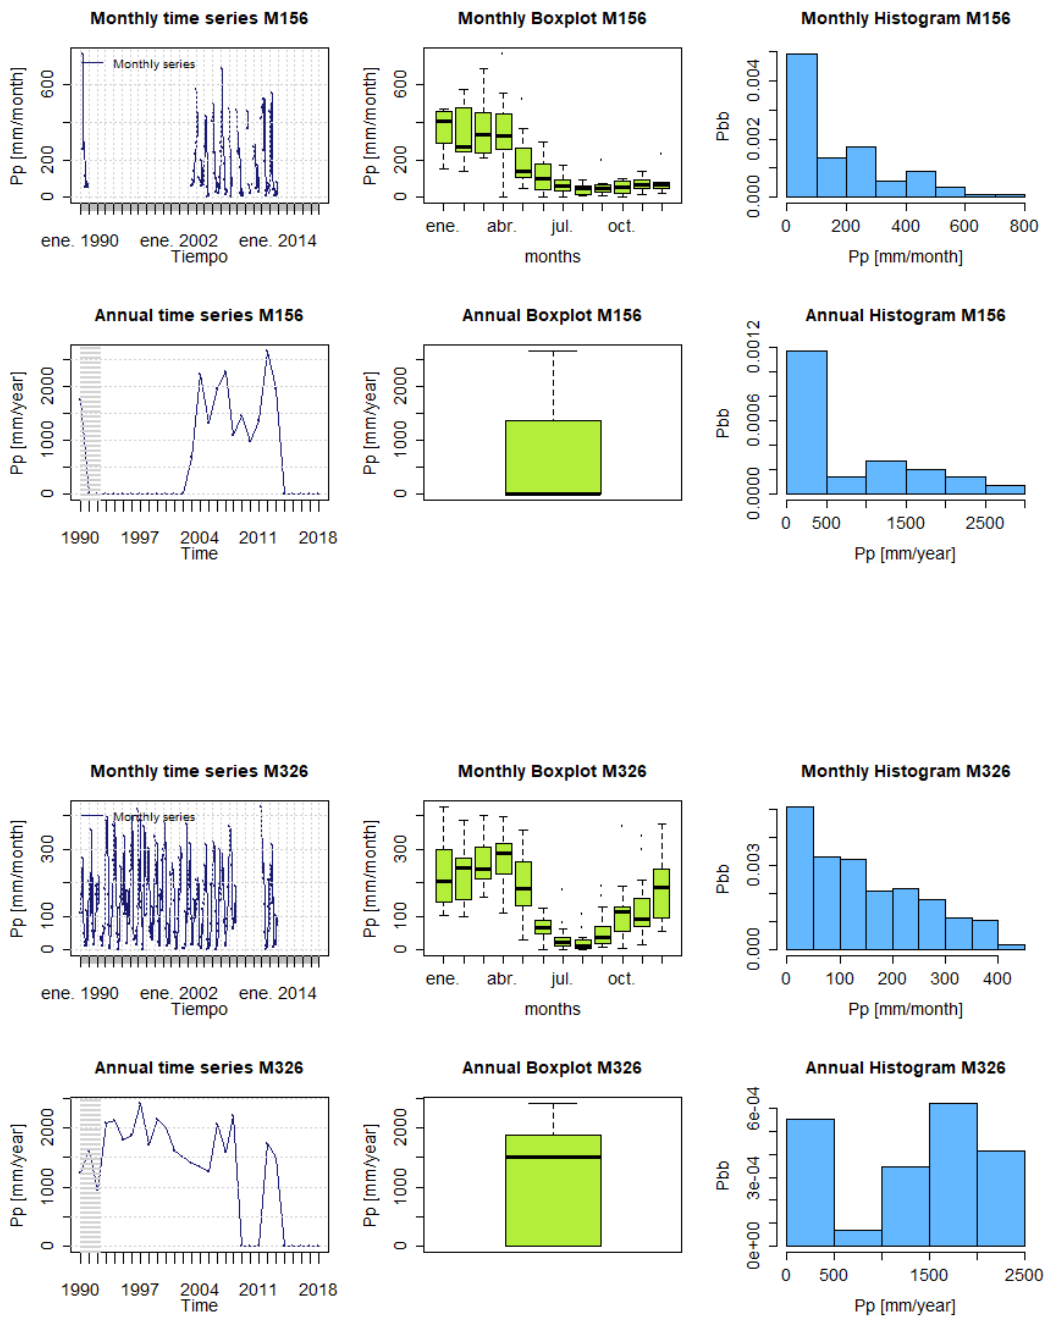 Monthly time series M156
Pp [mm/month]
0
200
600
Monthly series
ene. 1990
ene. 2002
ene. 2014
Tiempo
Monthly Boxplot M156
Pp [mm/month]
0
200
600
ene.
abr.
jul.
oct.
months
Monthly Histogram M156
Pbb
0.000
0.002
0.004
0
200
400
600
800
Pp [mm/month]
Annual time series M156
Pp [mm/year]
0
1000
2000
1990
1997
2004
2011
2018
Time
Annual Boxplot M156
Pp [mm/year]
0
1000
2000
Annual Histogram M156
Pbb
0.0000
0.0006
0.0012
0
500
1500
2500
Pp [mm/year]
Monthly time series M326
Pp [mm/month]
0
100
300
Monthly series
ene. 1990
ene. 2002
ene. 2014
Tiempo
Monthly Boxplot M326
Pp [mm/month]
0
100
300
ene.
abr.
jul.
oct.
months
Monthly Histogram M326
Pbb
0.000
0.003
0
100
200
300
400
Pp [mm/month]
Annual time series M326
Pp [mm/year]
0
1000
2000
1990
1997
2004
2011
2018
Time
Annual Boxplot M326
Pp [mm/year]
0
1000
2000
Annual Histogram M326
Pbb
0e+00
3e-04
6e-04
0
500
1500
2500
Pp [mm/year]